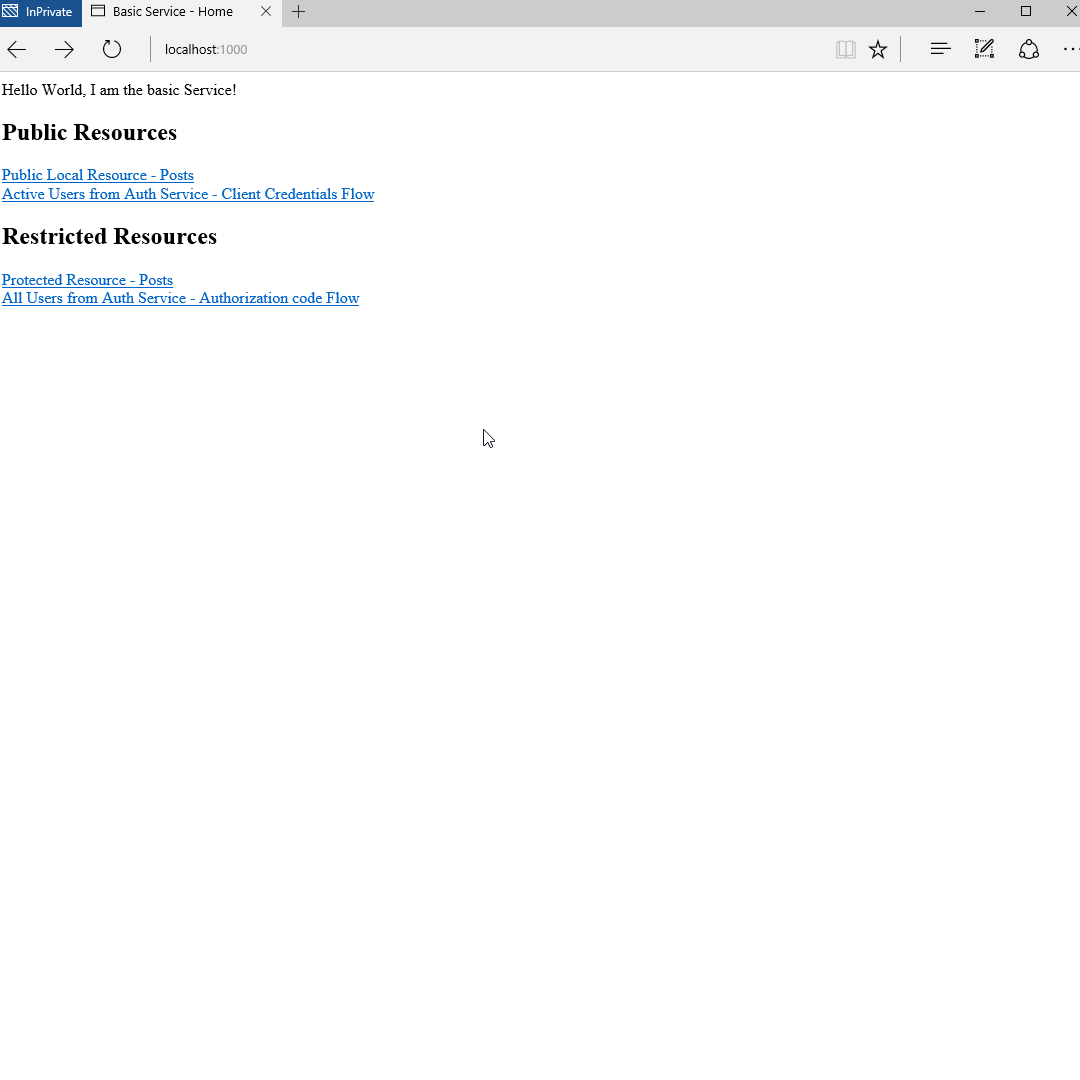 InPrivate
Basic Service - Home
localhost:1000
Hello World, I am the basic Service!
Public Resources
Public Local Resource - Posts
Active Users from Auth Service - Client Credentials Flow
Restricted Resources
Protected Resource - Posts
All Users from Auth Service - Authorization code Flow